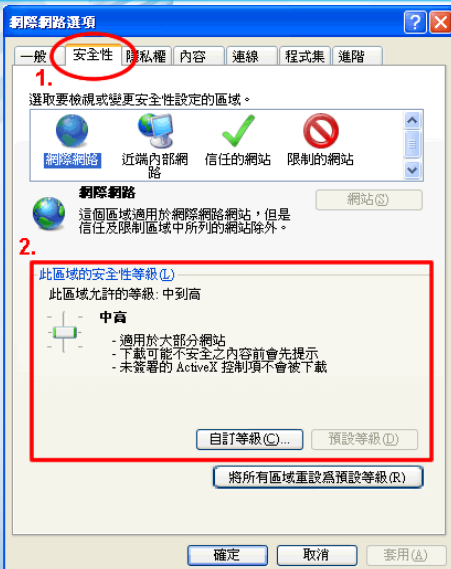 網際網路選項
一般 安全性 隱私權 內容 連線 程式集 進階
1.
選取要檢視或變更安全性設定的區域。
網際網路 近端內部網路 信任的網站 限制的網站
網際網路
這個區域適用於網際網路網站，但是
信任及限制區域中所列的網站除外。
網站(S)
2.
此區域的安全性等級(L)
此區域允許的等級: 中到高
中高
- 適用於大部分網站
- 下載可能不安全之內容前會先提示
- 未簽署的 ActiveX 控制項不會被下載
自訂等級(C)... 預設等級(D)
將所有區域重設為預設等級(R)
確定 取消 套用(A)